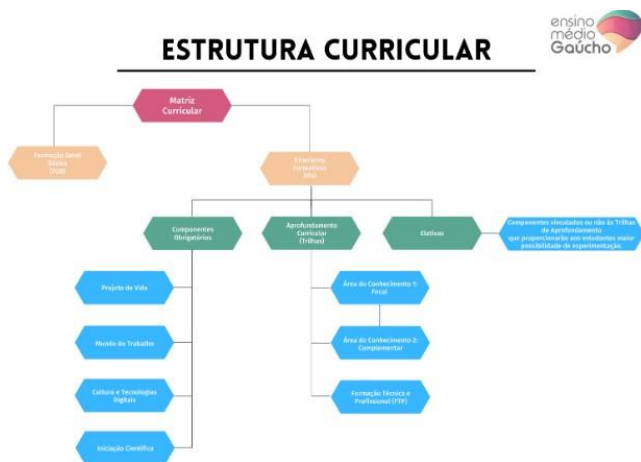 ensino
médio
Gaúcho
ESTRUTURA CURRICULAR
Matriz
Curricular
Formação Geral
Básica
(FGB)
Itinerários
Formativos
Componentes
Obrigatórios
Aprofundamento
Curricular
(Trilhas)
Eletivas
Componentes vinculados ou não às Trilhas
de Aprofundamento
que proporcionarão aos estudantes maior
possibilidade de experimentação.
Projeto de Vida
Área do Conhecimento 1:
Focal
Mundo do Trabalho
Área do Conhecimento 2:
Complementar
Cultura e Tecnologias
Digitais
Formação Técnica e
Profissional (FTP)
Iniciação Científica